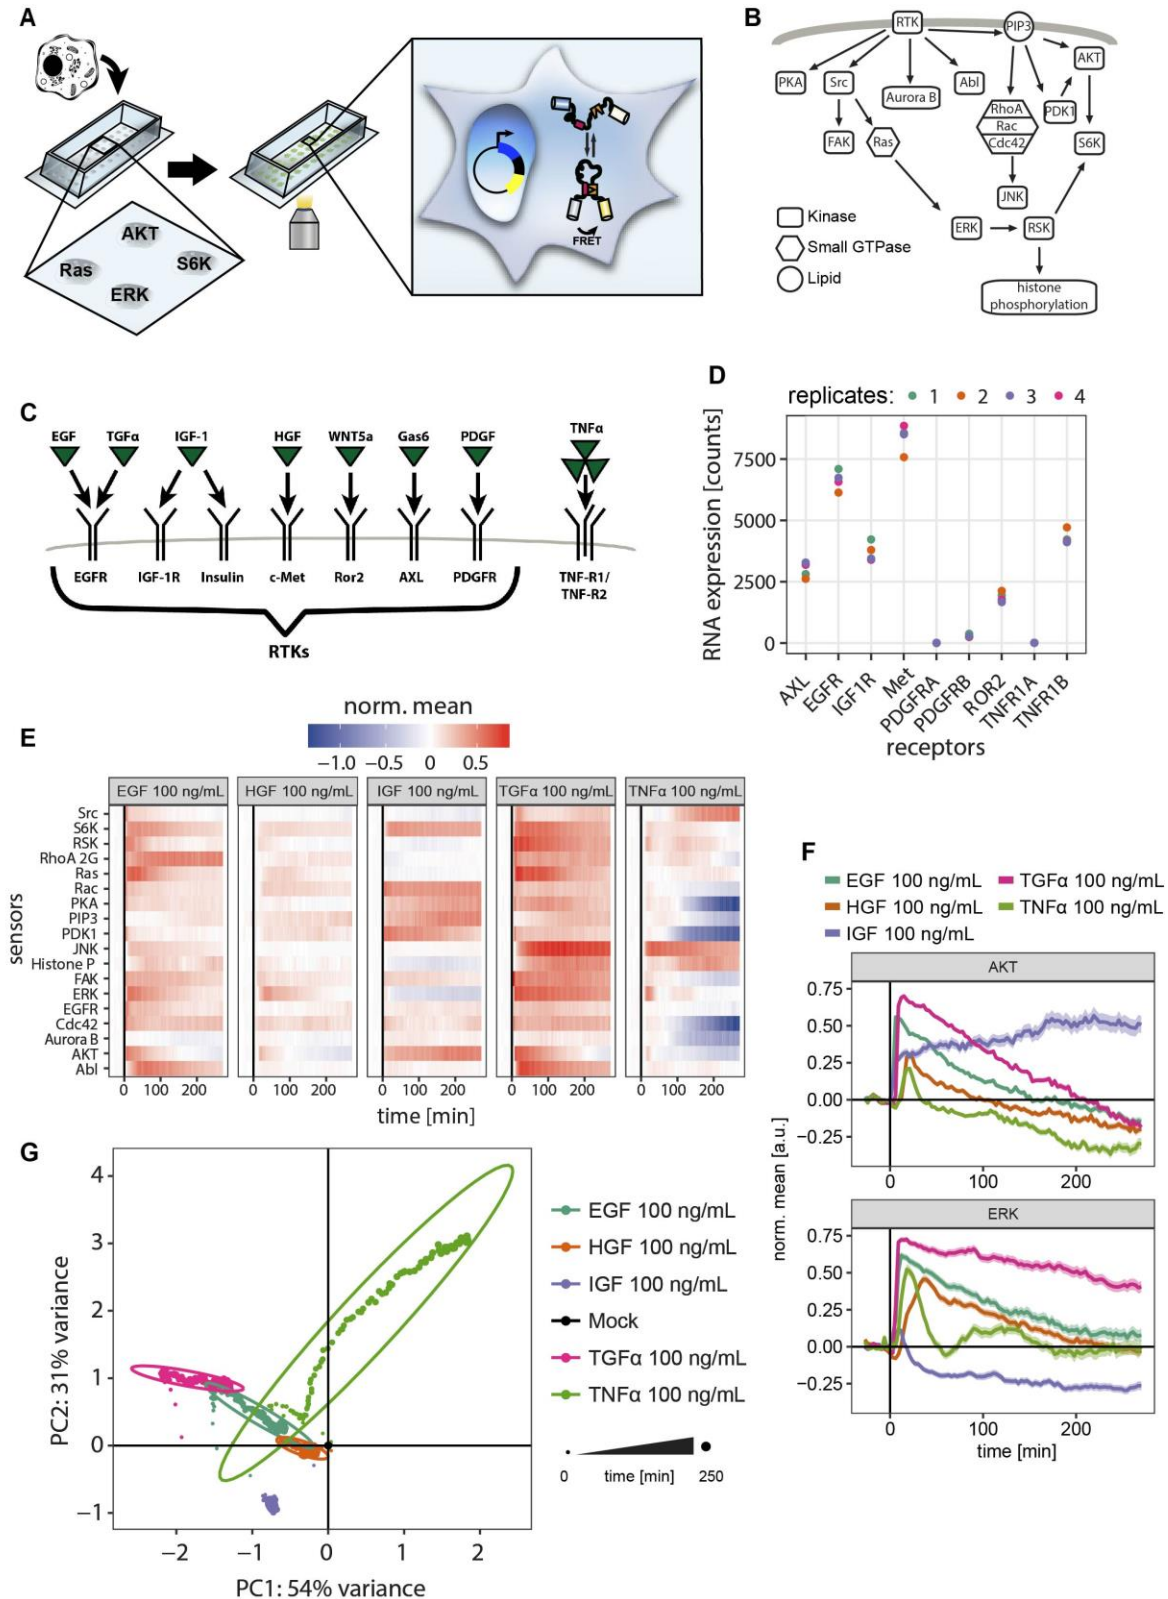 A
AKT
Ras
S6K
ERK
FRET
B
RTK
PIP3
AKT
PKA
Src
Aurora B
Abl
RhoA
Rac
Cdc42
PDK1
FAK
Ras
S6K
JNK
ERK
RSK
Kinase
Small GTPase
Lipid
histone
phosphorylation
C
EGF TGFα IGF-1 HGF WNT5a Gas6 PDGF TNFα
EGFR IGF-1R Insulin c-Met Ror2 AXL PDGFR TNF-R1/
TNF-R2
RTKs
D
replicates: 1 2 3 4
RNA expression [counts]
7500
5000
2500
0
AXL EGFR IGF1R Met PDGFRA PDGFRB ROR2 TNFR1A TNFR1B
receptors
E
norm. mean
−1.0 −0.5 0 0.5
EGF 100 ng/mL HGF 100 ng/mL IGF 100 ng/mL TGFα 100 ng/mL TNFα 100 ng/mL
sensors
Src
S6K
RSK
RhoA 2G
Ras
Rac
PKA
PIP3
PDK1
JNK
Histone P
FAK
ERK
EGFR
Cdc42
Aurora B
AKT
Abl
0 100 200 0 100 200 0 100 200 0 100 200 0 100 200
time [min]
F
EGF 100 ng/mL TGFα 100 ng/mL
HGF 100 ng/mL TNFα 100 ng/mL
IGF 100 ng/mL
norm. mean [a.u.]
AKT
0.75
0.50
0.25
0.00
−0.25
0 100 200
time [min]
ERK
0.75
0.50
0.25
0.00
−0.25
0 100 200
time [min]
G
PC2: 31% variance
4
3
2
1
0
−1
−2 −1 0 1 2
PC1: 54% variance
EGF 100 ng/mL
HGF 100 ng/mL
IGF 100 ng/mL
Mock
TGFα 100 ng/mL
TNFα 100 ng/mL
0 time [min] 250